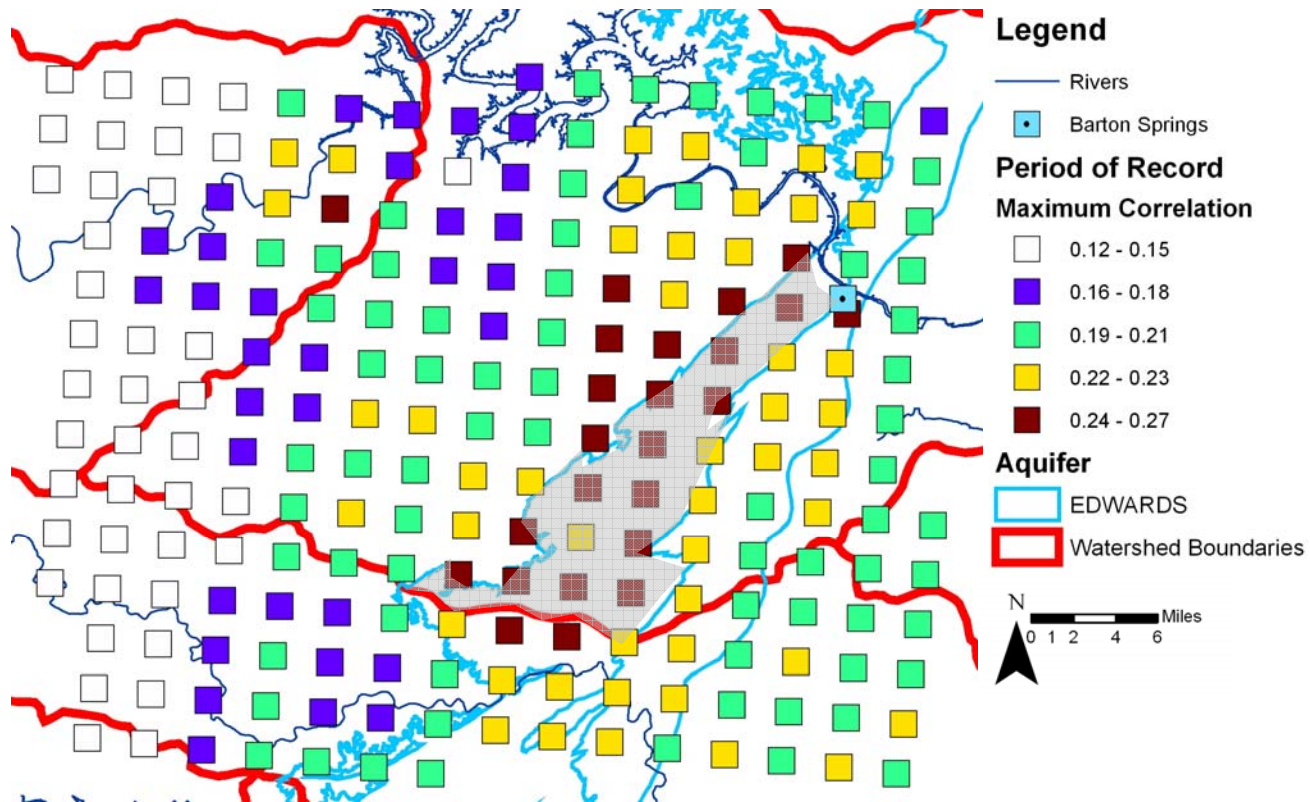 Legend
Rivers
Barton Springs
Period of Record
Maximum Correlation
0.12 - 0.15
0.16 - 0.18
0.19 - 0.21
0.22 - 0.23
0.24 - 0.27
Aquifer
EDWARDS
Watershed Boundaries
N
Miles
0 1 2 4 6